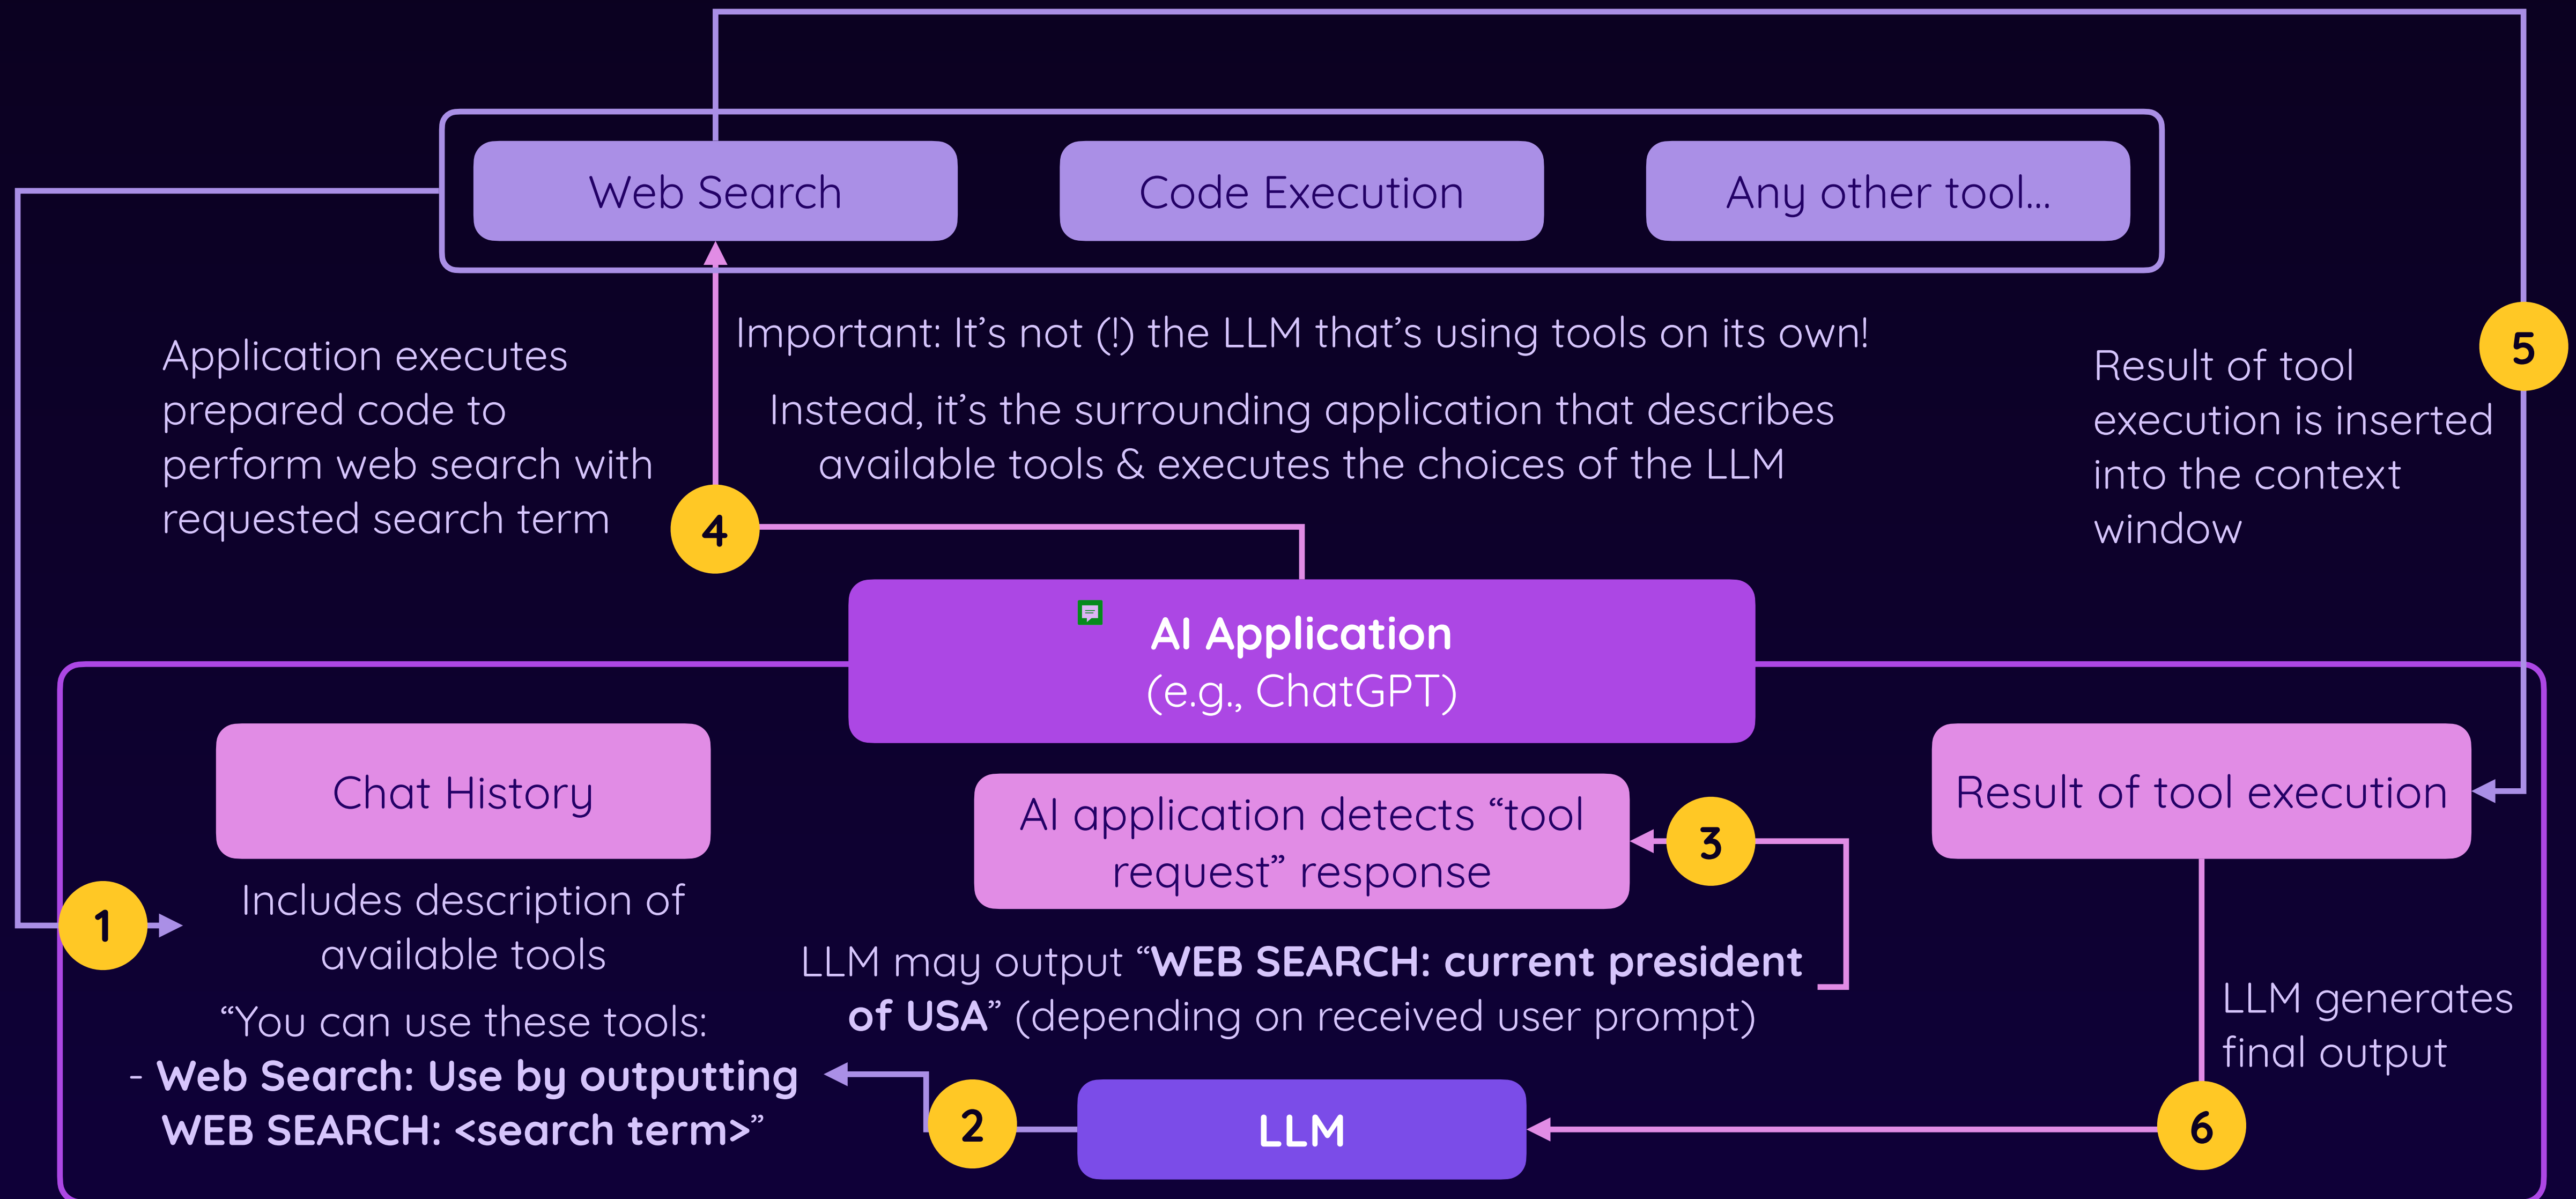 Web Search
Code Execution
Any other tool...
Application executes
prepared code to
perform web search with
requested search term
Important: It’s not (!) the LLM that’s using tools on its own!
Instead, it’s the surrounding application that describes
available tools & executes the choices of the LLM
5
Result of tool
execution is inserted
into the context
window
4
AI Application
(e.g., ChatGPT)
Chat History
AI application detects “tool
request” response
3
Result of tool execution
1
Includes description of
available tools
“You can use these tools:
- Web Search: Use by outputting
WEB SEARCH: <search term>”
LLM may output “WEB SEARCH: current president
of USA” (depending on received user prompt)
2
LLM
LLM generates
final output
6